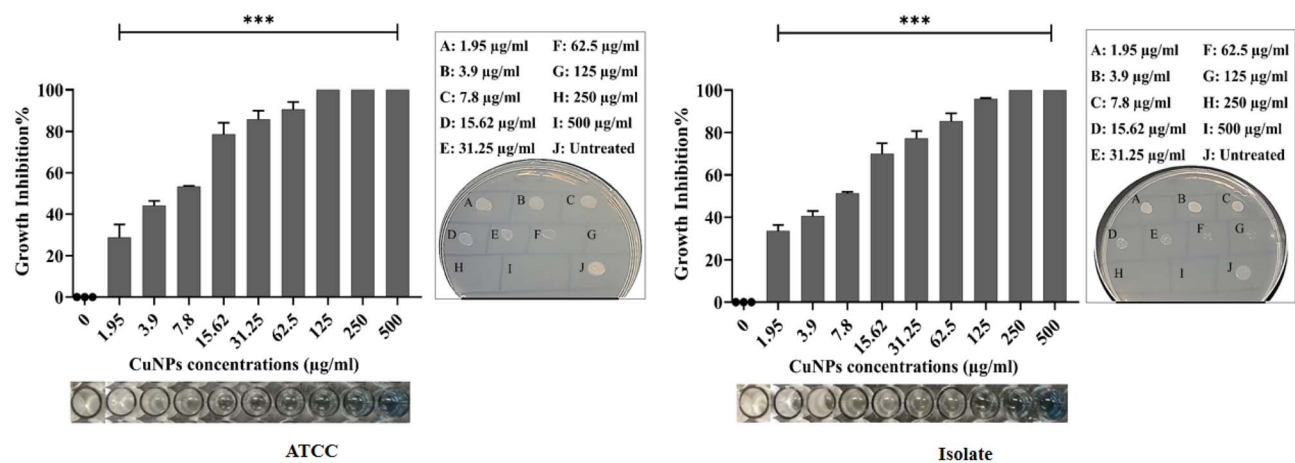 ***
100
80
60
40
20
0
Growth Inhibition%
0
1.95
3.9
7.8
15.62
31.25
62.5
125
250
500
CuNPs concentrations (µg/ml)
A: 1.95 µg/ml F: 62.5 µg/ml
B: 3.9 µg/ml G: 125 µg/ml
C: 7.8 µg/ml H: 250 µg/ml
D: 15.62 µg/ml I: 500 µg/ml
E: 31.25 µg/ml J: Untreated
A B C
D E F G
H I J
ATCC
***
100
80
60
40
20
0
Growth Inhibition%
0
1.95
3.9
7.8
15.62
31.25
62.5
125
250
500
CuNPs concentrations (µg/ml)
A: 1.95 µg/ml F: 62.5 µg/ml
B: 3.9 µg/ml G: 125 µg/ml
C: 7.8 µg/ml H: 250 µg/ml
D: 15.62 µg/ml I: 500 µg/ml
E: 31.25 µg/ml J: Untreated
A B C
D E F G
H I J
Isolate